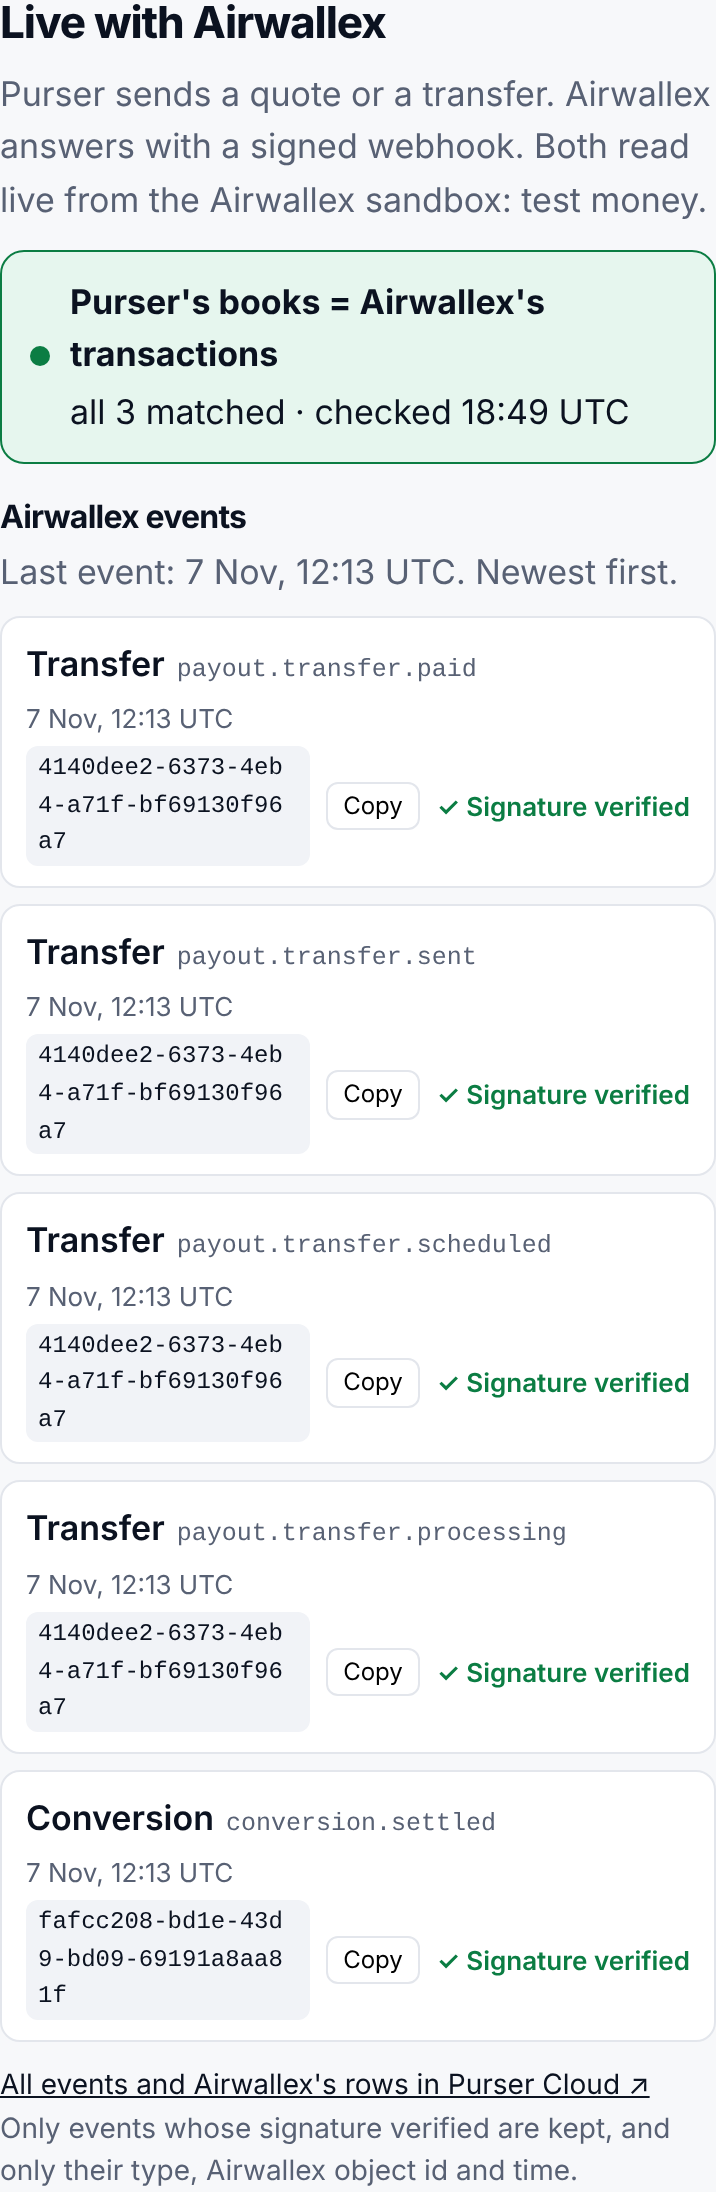 Live with Airwallex
Purser sends a quote or a transfer. Airwallex
answers with a signed webhook. Both read
live from the Airwallex sandbox: test money.
Purser's books = Airwallex's
transactions
all 3 matched · checked 18:49 UTC
Airwallex events
Last event: 7 Nov, 12:13 UTC. Newest first.
Transfer payout.transfer.paid
7 Nov, 12:13 UTC
4140dee2-6373-4eb
4-a71f-bf69130f96
a7
Copy ✓ Signature verified
Transfer payout.transfer.sent
7 Nov, 12:13 UTC
4140dee2-6373-4eb
4-a71f-bf69130f96
a7
Copy ✓ Signature verified
Transfer payout.transfer.scheduled
7 Nov, 12:13 UTC
4140dee2-6373-4eb
4-a71f-bf69130f96
a7
Copy ✓ Signature verified
Transfer payout.transfer.processing
7 Nov, 12:13 UTC
4140dee2-6373-4eb
4-a71f-bf69130f96
a7
Copy ✓ Signature verified
Conversion conversion.settled
7 Nov, 12:13 UTC
fafcc208-bd1e-43d
9-bd09-69191a8aa8
1f
Copy ✓ Signature verified
All events and Airwallex's rows in Purser Cloud ↗
Only events whose signature verified are kept, and
only their type, Airwallex object id and time.